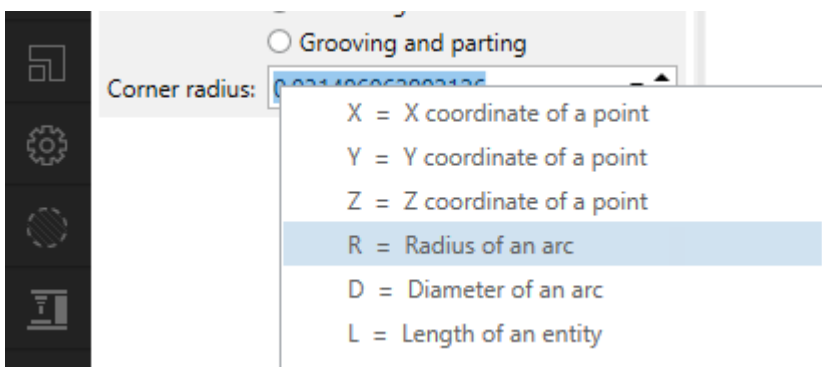 Grooving and parting
Corner radius:
X = X coordinate of a point
Y = Y coordinate of a point
Z = Z coordinate of a point
R = Radius of an arc
D = Diameter of an arc
L = Length of an entity